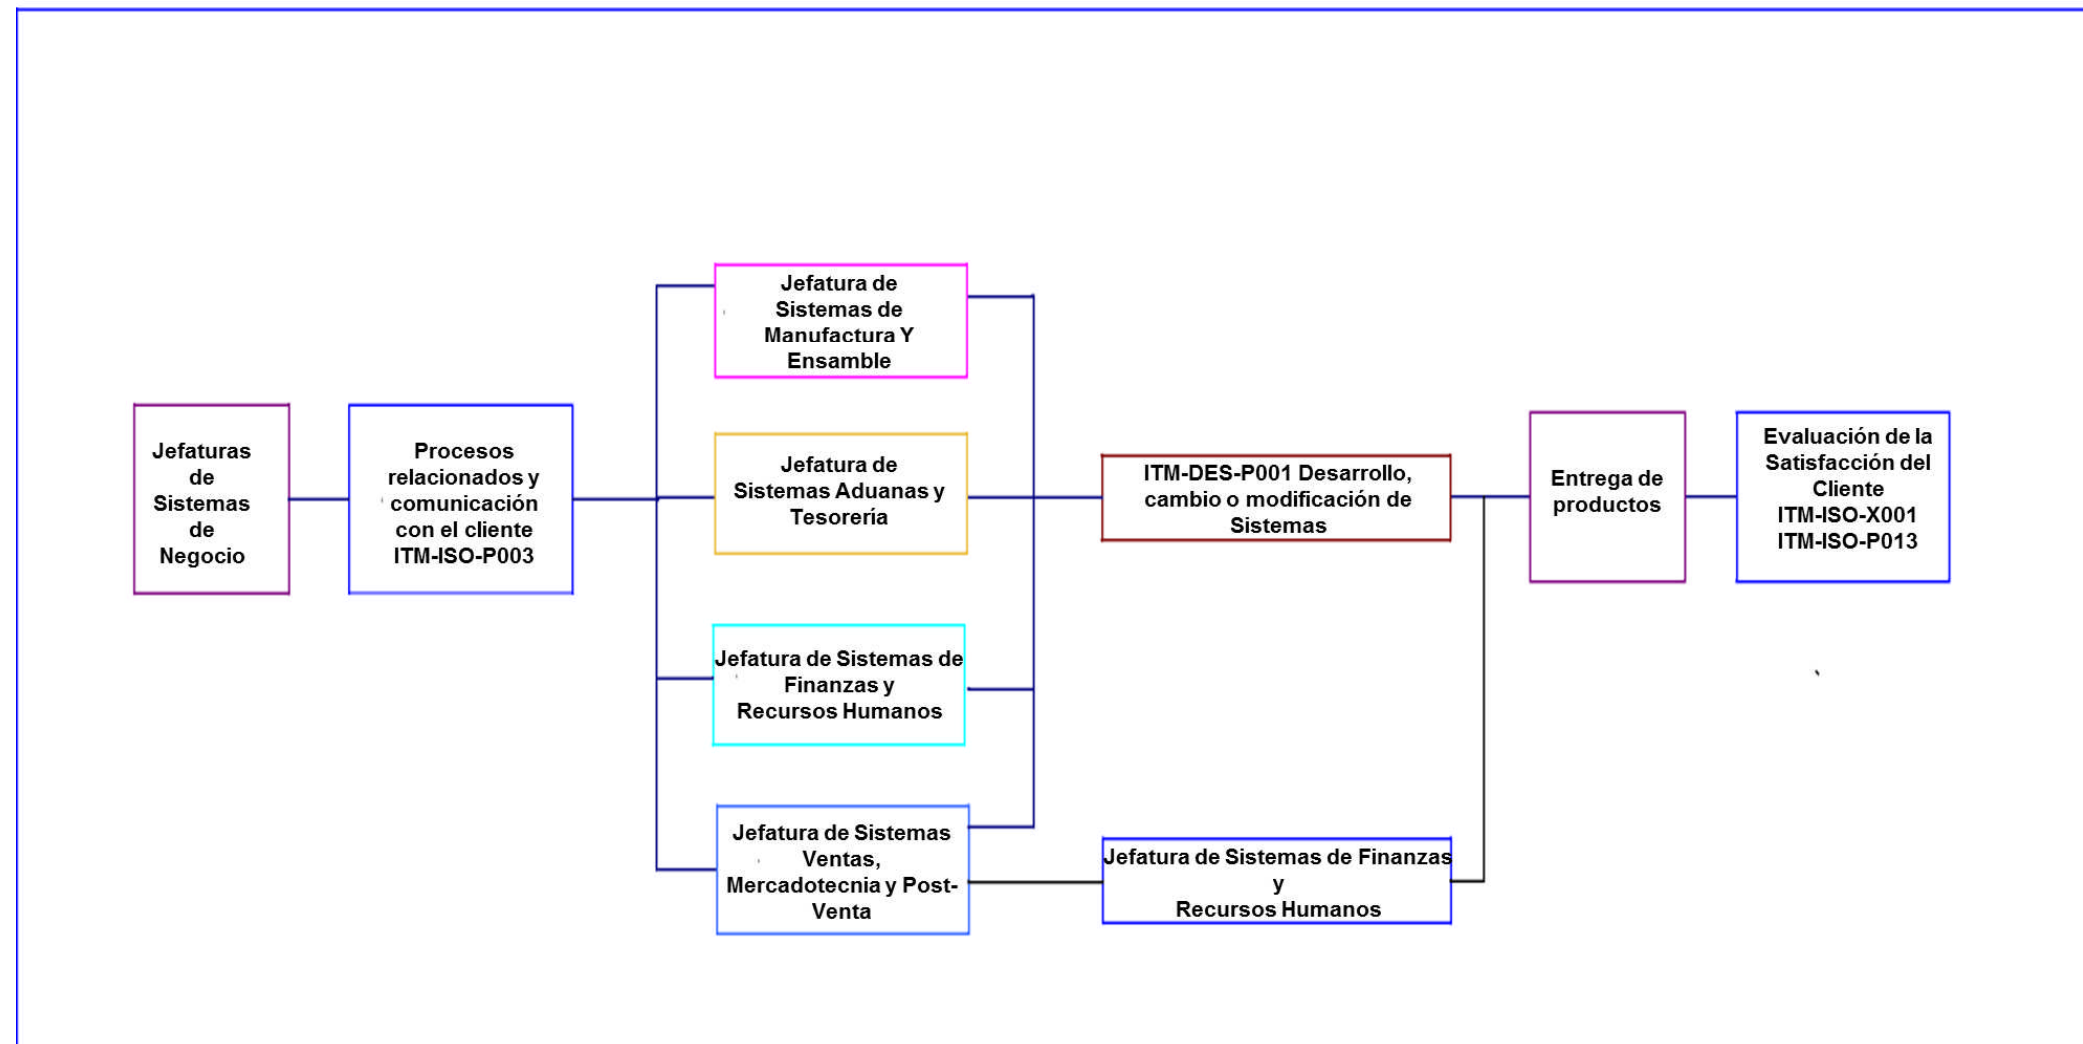 Jefaturas
de
Sistemas
de
Negocio
Procesos
relacionados y
comunicación
con el cliente
ITM-ISO-P003
Jefatura de
Sistemas de
Manufactura Y
Ensamble
Jefatura de
Sistemas Aduanas y
Tesorería
Jefatura de Sistemas de
Finanzas y
Recursos Humanos
Jefatura de Sistemas
Ventas,
Mercadotecnia y Post-
Venta
ITM-DES-P001 Desarrollo,
cambio o modificación de
Sistemas
Jefatura de Sistemas de Finanzas
y
Recursos Humanos
Entrega de
productos
Evaluación de la
Satisfacción del
Cliente
ITM-ISO-X001
ITM-ISO-P013